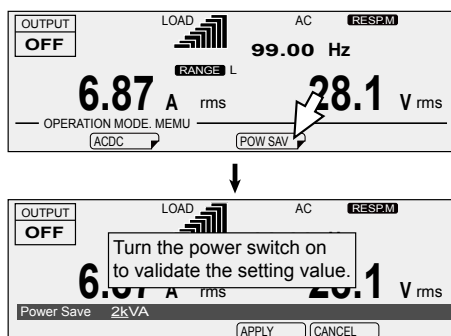 OUTPUT LOAD AC RESP.M
OFF
99.00 Hz
RANGE L
6.87 A rms 28.1 V rms
OPERATION MODE. MEMU
ACDC POW SAV
OUTPUT LOAD AC RESP.M
OFF
Turn the power switch on
to validate the setting value.
A rms V rms
Power Save 2kVA
APPLY CANCEL